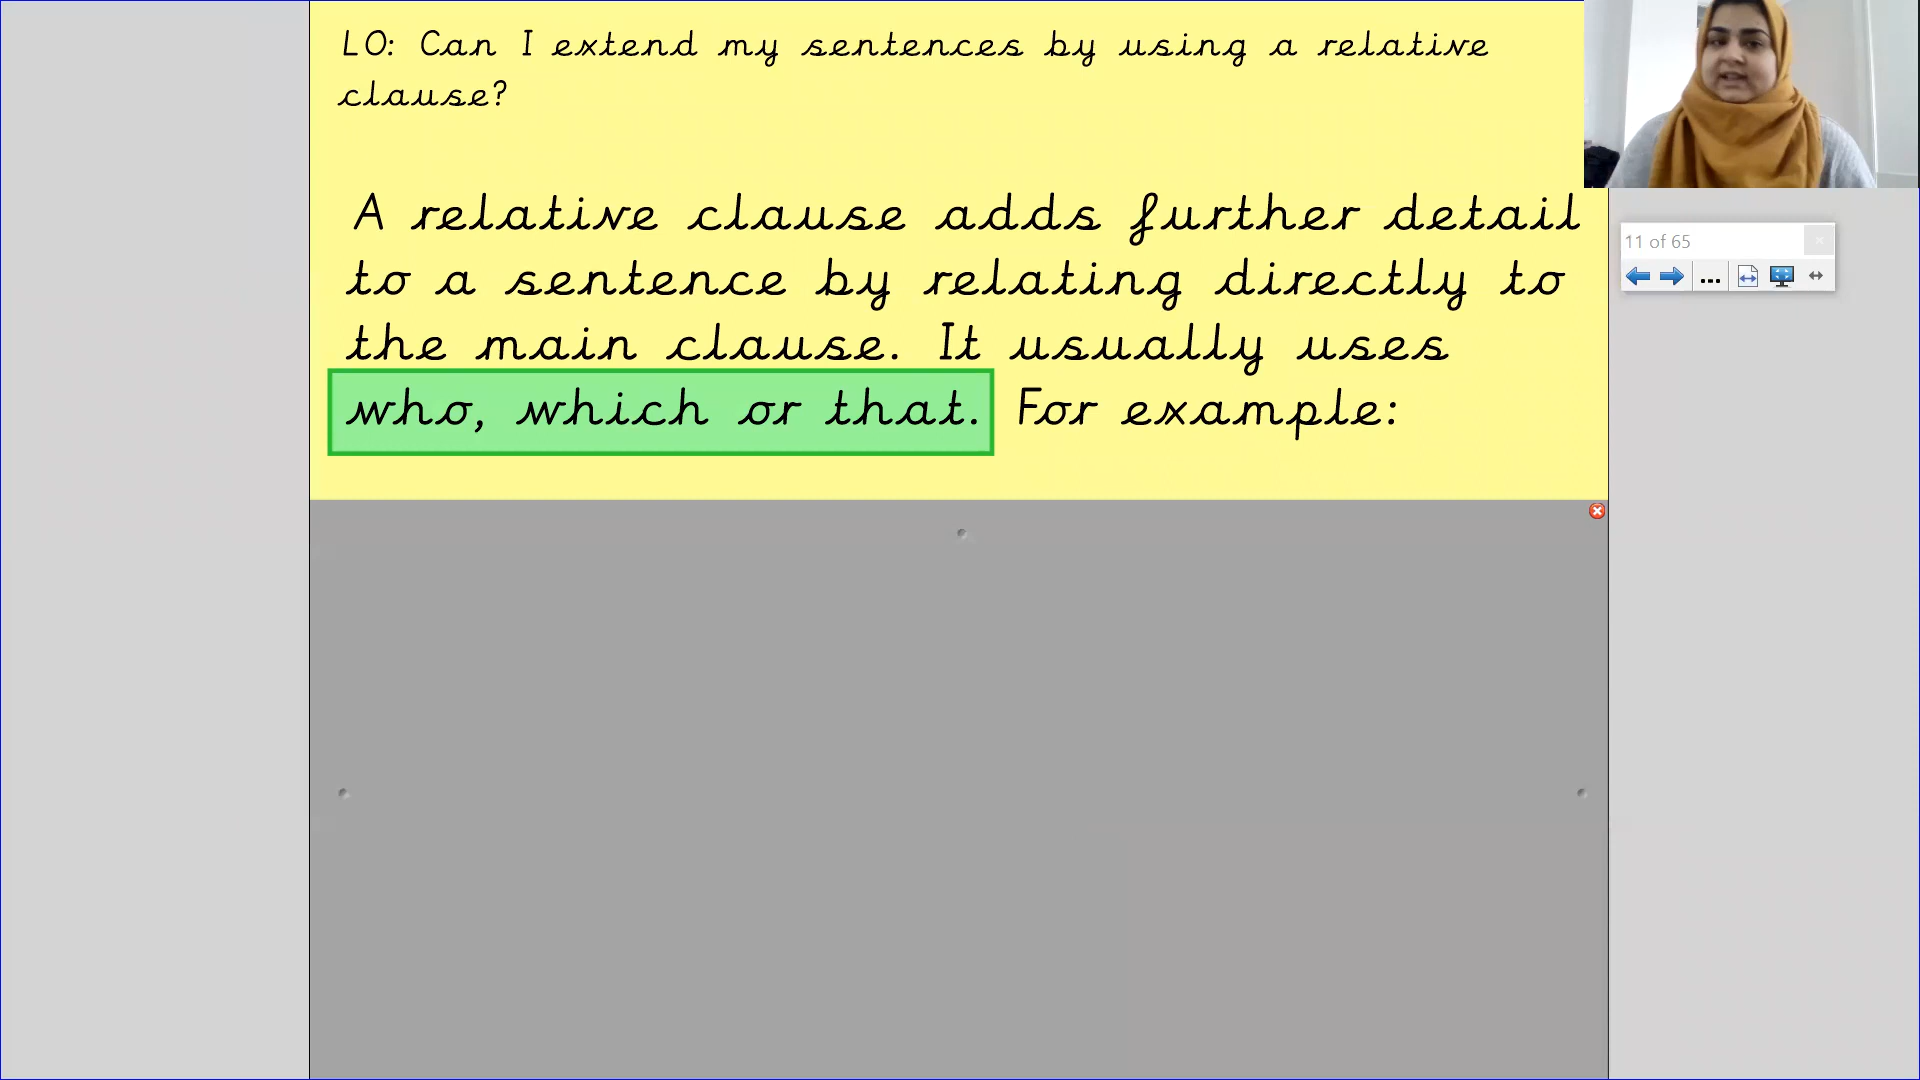 LO: Can I extend my sentences by using a relative
clause?
A relative clause adds further detail
to a sentence by relating directly to
the main clause. It usually uses
who, which or that. For example:
11 of 65